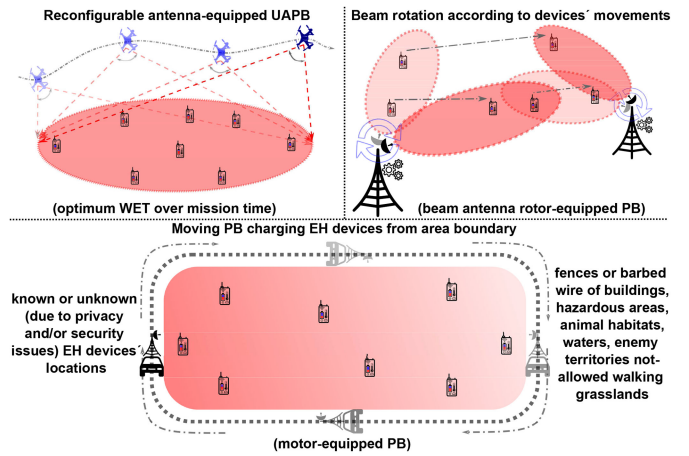 Reconfigurable antenna-equipped UAPB
(optimum WET over mission time)
Beam rotation according to devices´ movements
(beam antenna rotor-equipped PB)
Moving PB charging EH devices from area boundary
known or unknown
(due to privacy
and/or security
issues) EH devices´
locations
fences or barbed
wire of buildings,
hazardous areas,
animal habitats,
waters, enemy
territories not-
allowed walking
grasslands
(motor-equipped PB)